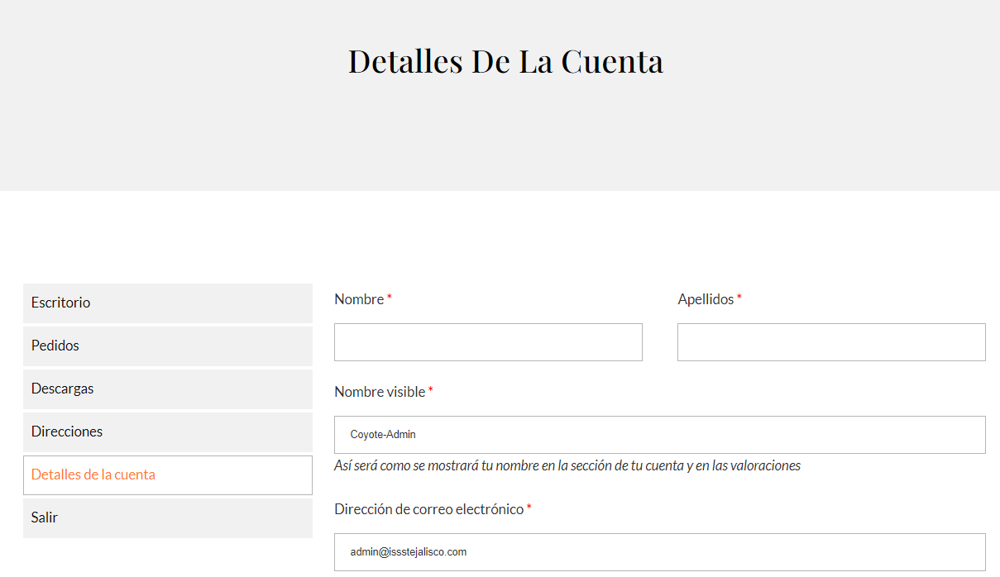 Detalles De La Cuenta
Escritorio
Pedidos
Descargas
Direcciones
Detalles de la cuenta
Salir
Nombre *
Apellidos *
Nombre visible *
Coyote-Admin
Así será como se mostrará tu nombre en la sección de tu cuenta y en las valoraciones
Dirección de correo electrónico *
admin@issstejalisco.com